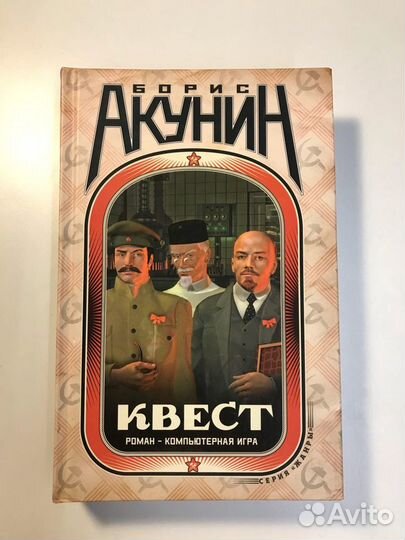 БОРИС
АКУНИН
КВЕСТ
РОМАН – КОМПЬЮТЕРНАЯ ИГРА
СЕРИЯ «ЖАНРЫ»
Avito